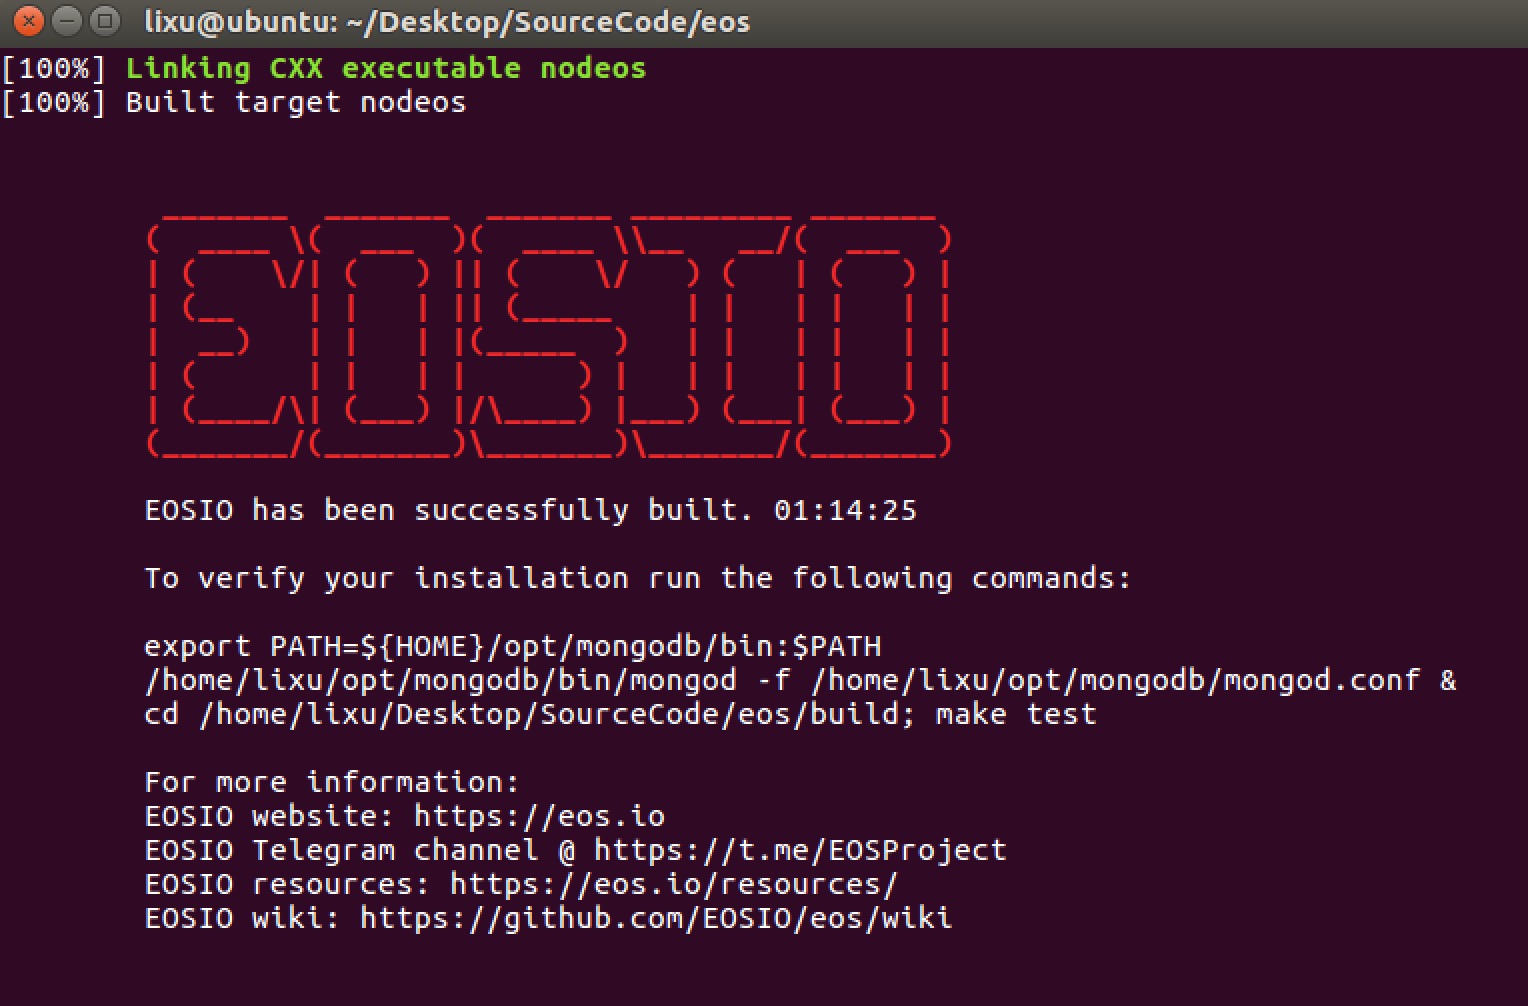 lixu@ubuntu: ~/Desktop/SourceCode/eos
[100%] Linking CXX executable nodeos
[100%] Built target nodeos
EOSIO
EOSIO has been successfully built. 01:14:25
To verify your installation run the following commands:
export PATH=${HOME}/opt/mongodb/bin:$PATH
/home/lixu/opt/mongodb/bin/mongod -f /home/lixu/opt/mongodb/mongod.conf &
cd /home/lixu/Desktop/SourceCode/eos/build; make test
For more information:
EOSIO website: https://eos.io
EOSIO Telegram channel @ https://t.me/EOSProject
EOSIO resources: https://eos.io/resources/
EOSIO wiki: https://github.com/EOSIO/eos/wiki